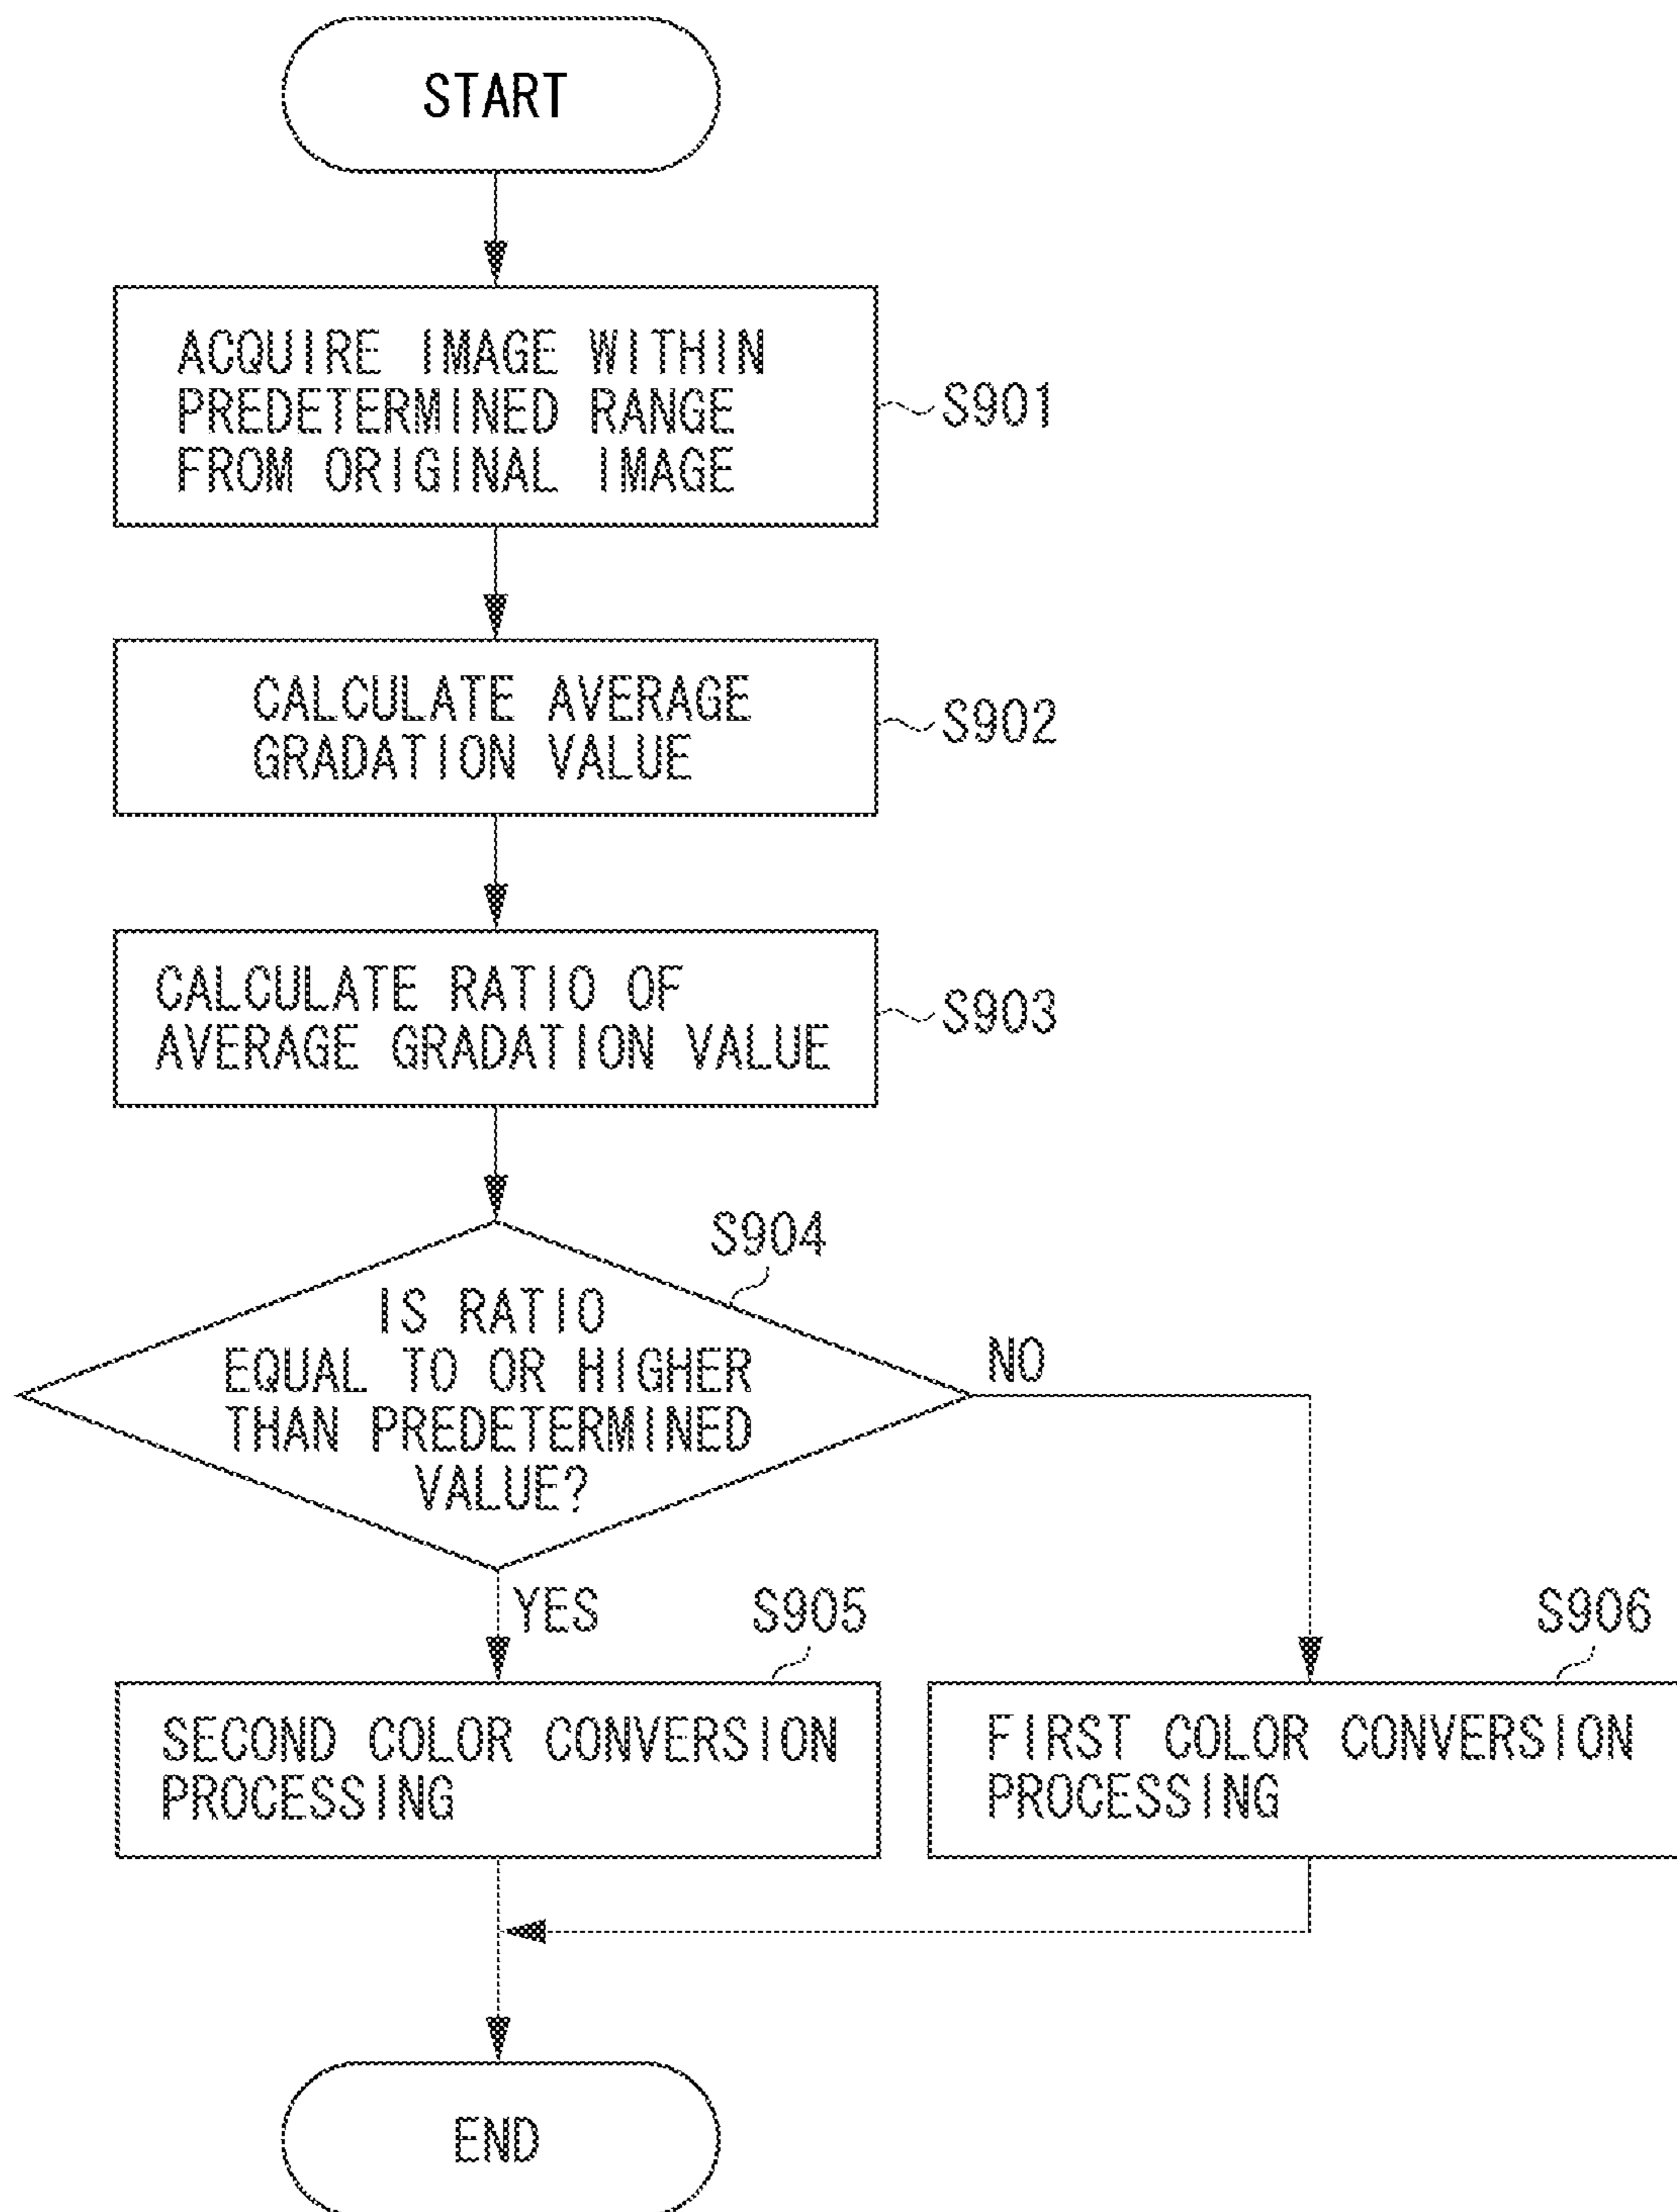 START
ACQUIRE IMAGE WITHIN
PREDETERMINED RANGE
FROM ORIGINAL IMAGE
S901
CALCULATE AVERAGE
GRADATION VALUE
S902
CALCULATE RATIO OF
AVERAGE GRADATION VALUE
S903
S904
IS RATIO
EQUAL TO OR HIGHER
THAN PREDETERMINED
VALUE?
NO
YES
S905
SECOND COLOR CONVERSION
PROCESSING
S906
FIRST COLOR CONVERSION
PROCESSING
END